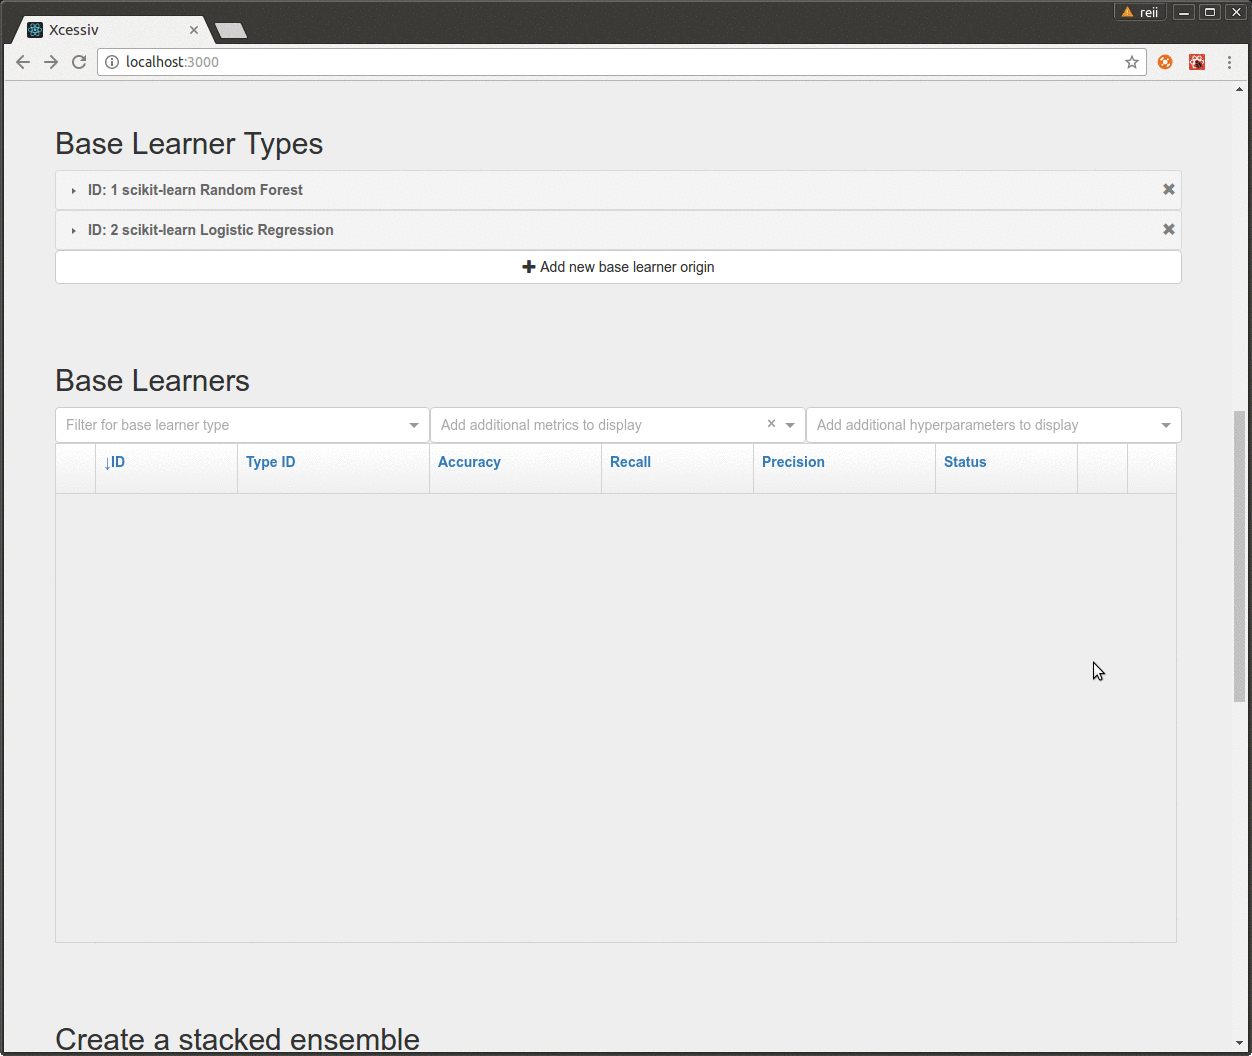 reii
Xcessiv
localhost:3000
Base Learner Types
ID: 1 scikit-learn Random Forest
ID: 2 scikit-learn Logistic Regression
Add new base learner origin
Base Learners
Filter for base learner type Add additional metrics to display Add additional hyperparameters to display
↓ID Type ID Accuracy Recall Precision Status
Create a stacked ensemble